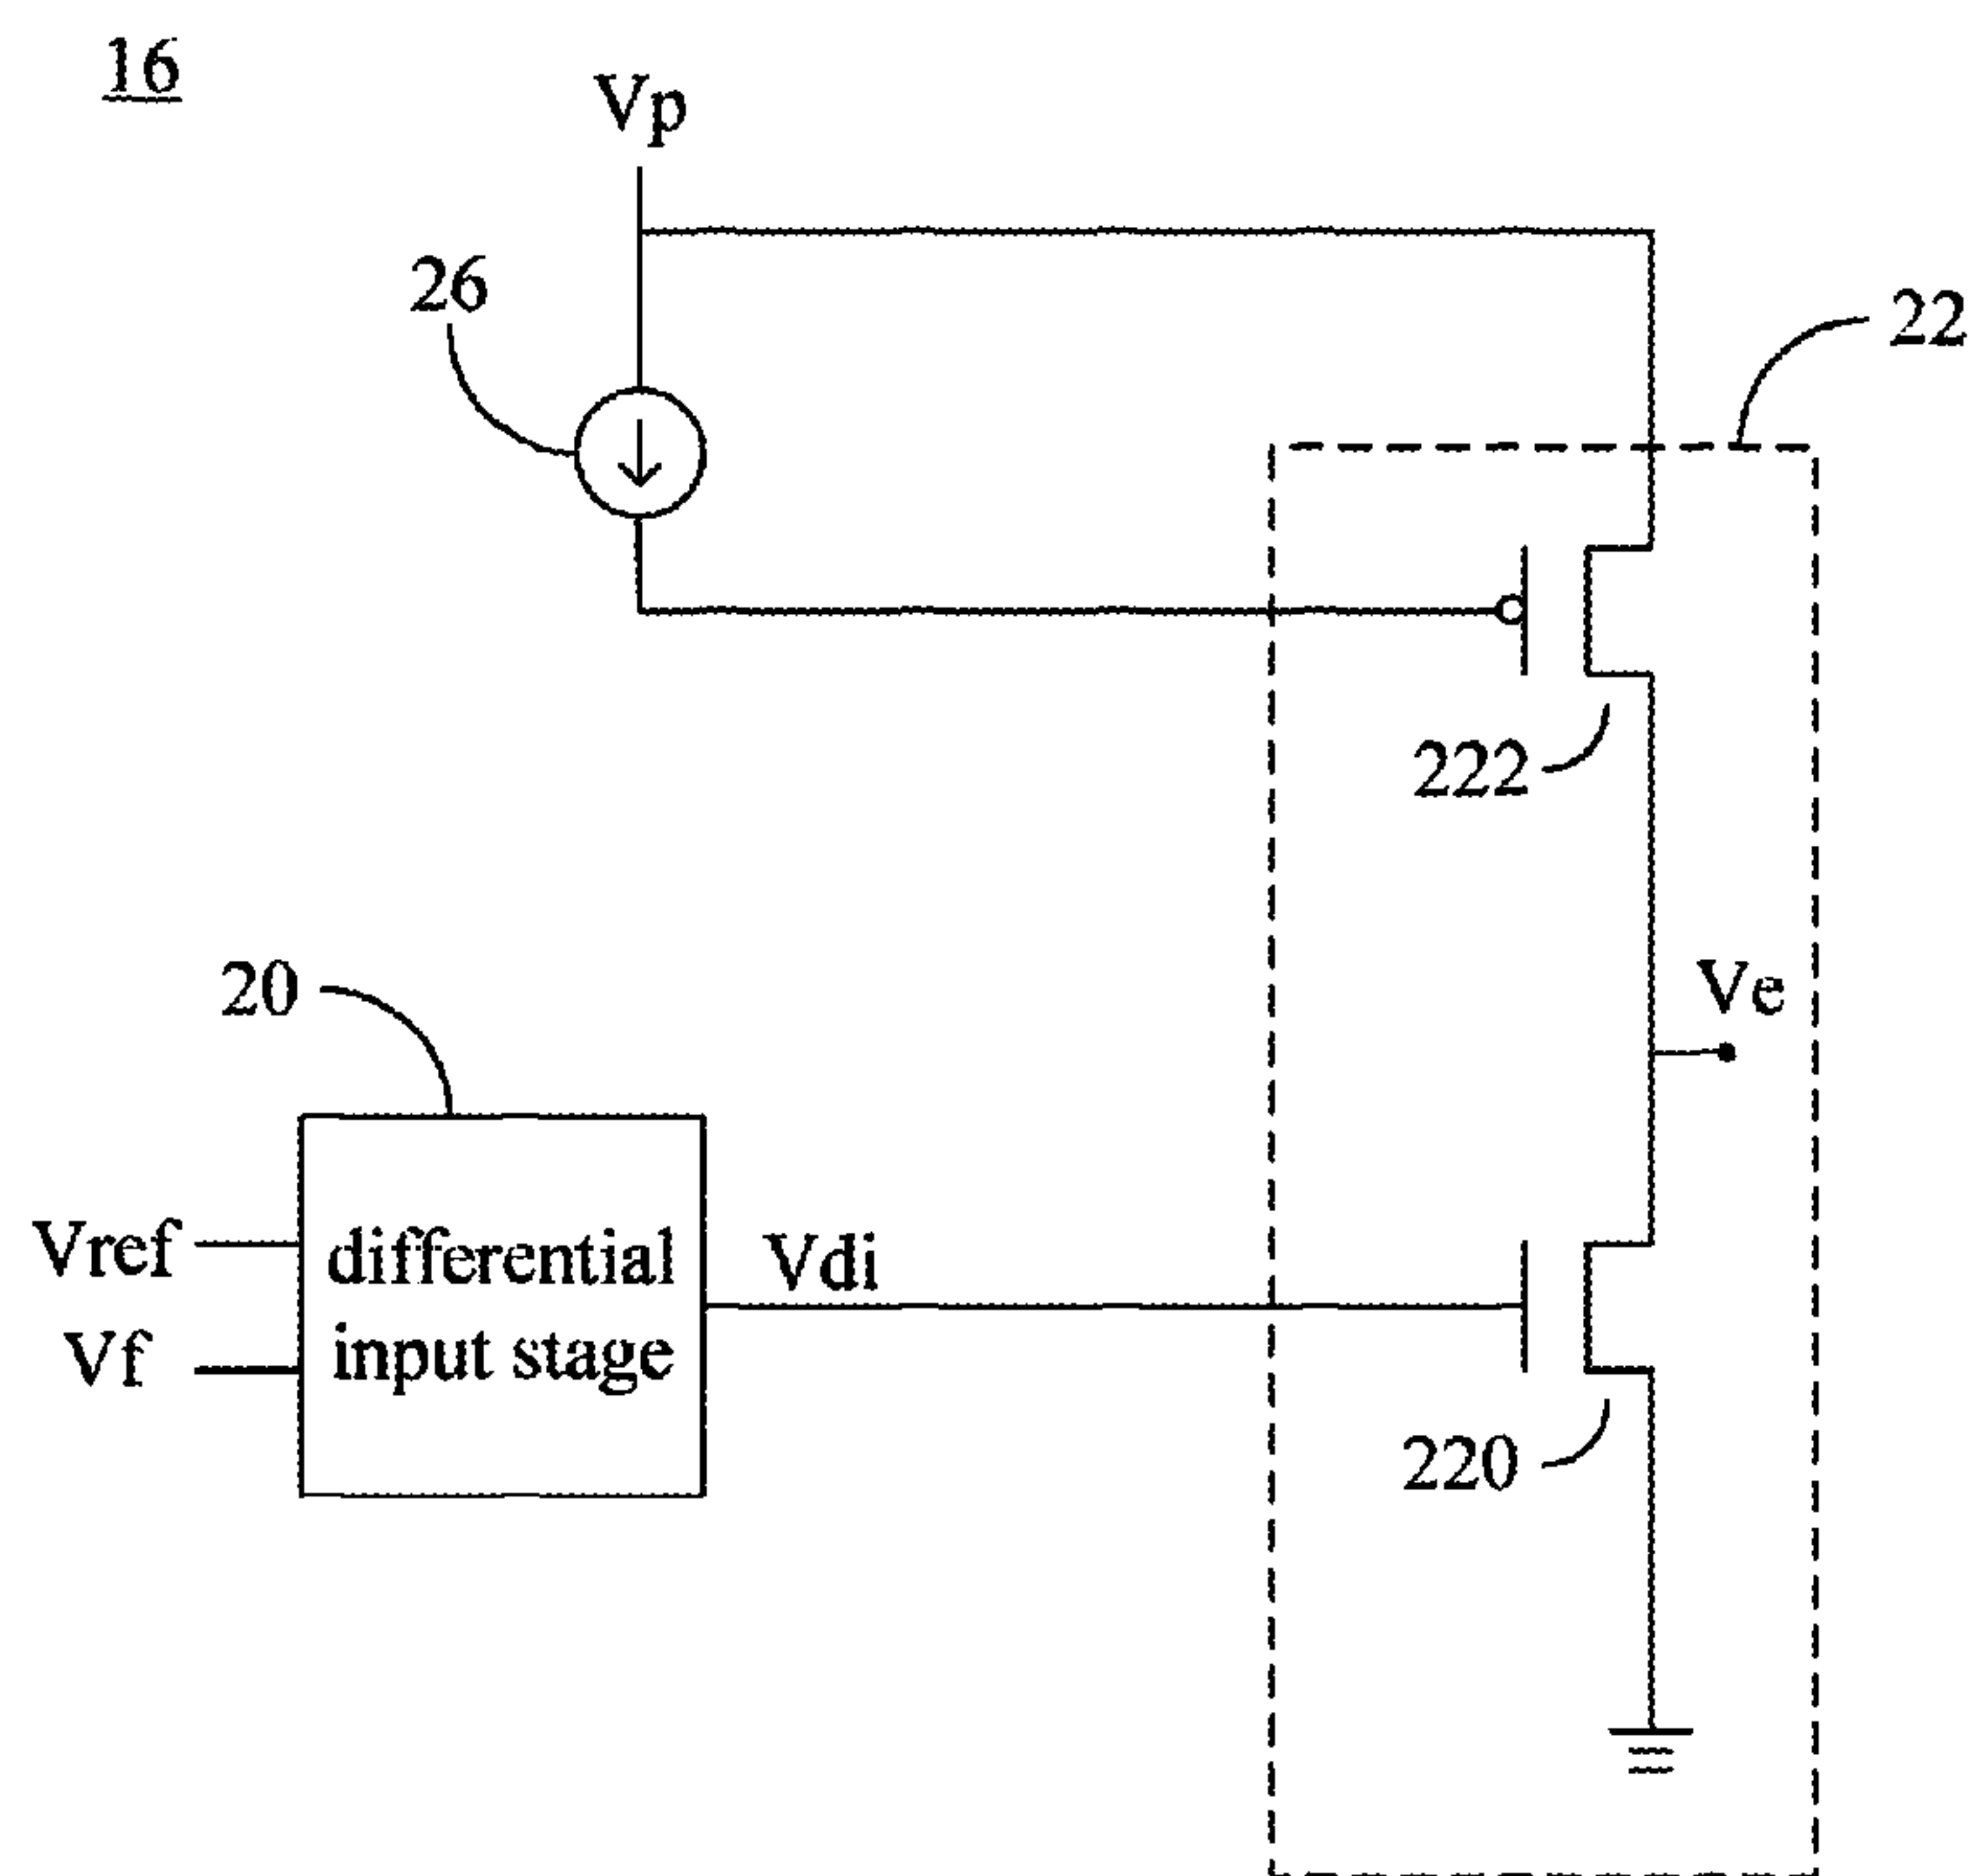 16
Vp
26
22
222
20
Ve
Vref
Vf
differential
input stage
Vdi
220